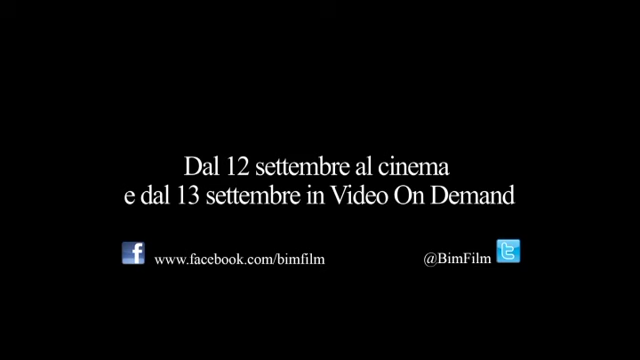 Dal 12 settembre al cinema
e dal 13 settembre in Video On Demand
f www.facebook.com/bimfilm @BimFilm t